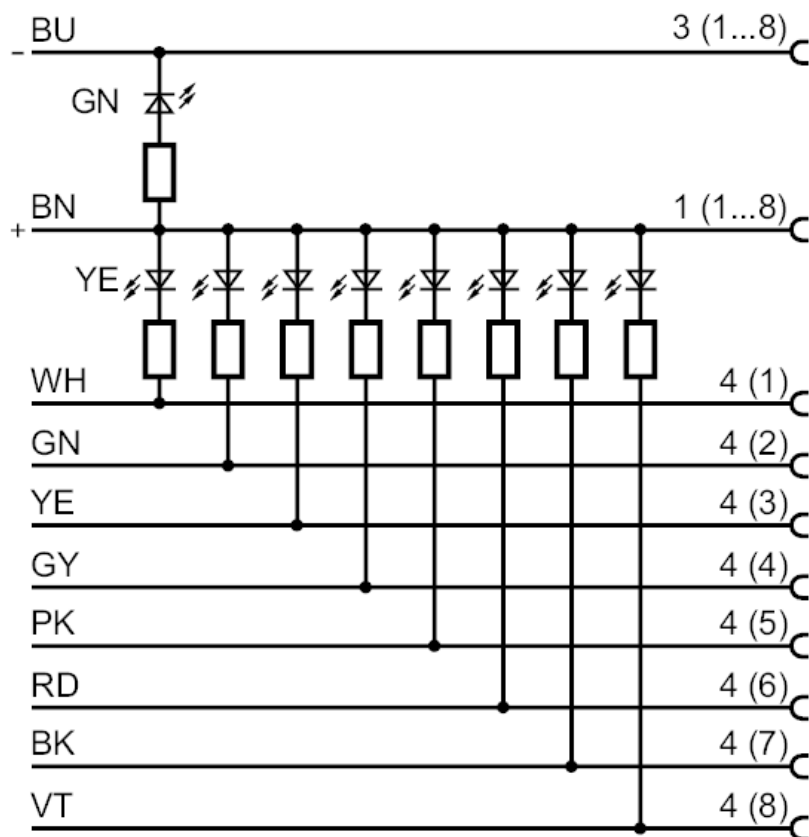 BU 3 (1...8)
-
GN
BN 1 (1...8)
+
YE
WH 4 (1)
GN 4 (2)
YE 4 (3)
GY 4 (4)
PK 4 (5)
RD 4 (6)
BK 4 (7)
VT 4 (8)